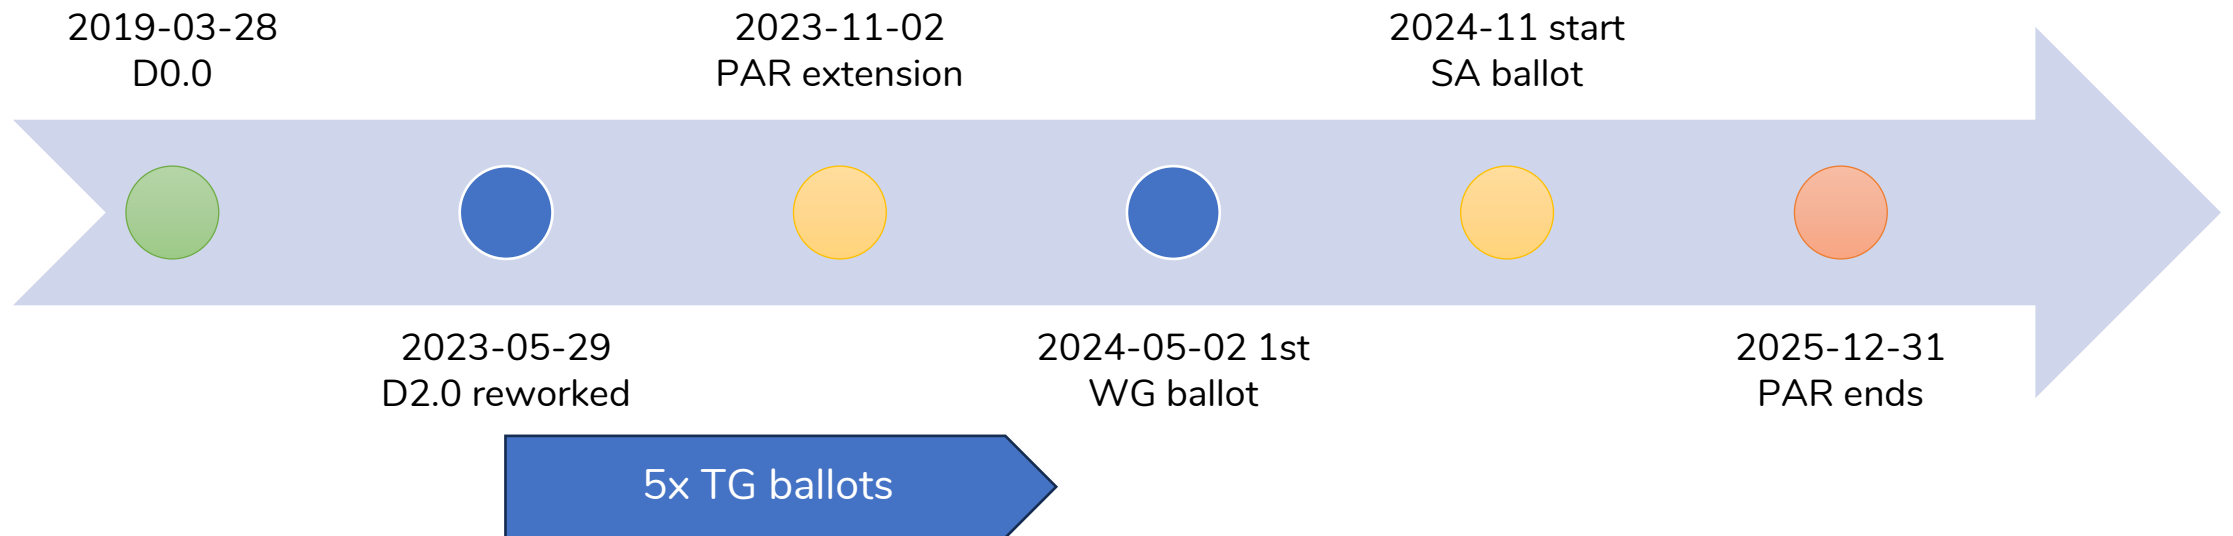 2019-03-28
D0.0
2023-11-02
PAR extension
2024-11 start
SA ballot
2023-05-29
D2.0 reworked
2024-05-02 1st
WG ballot
2025-12-31
PAR ends
5x TG ballots